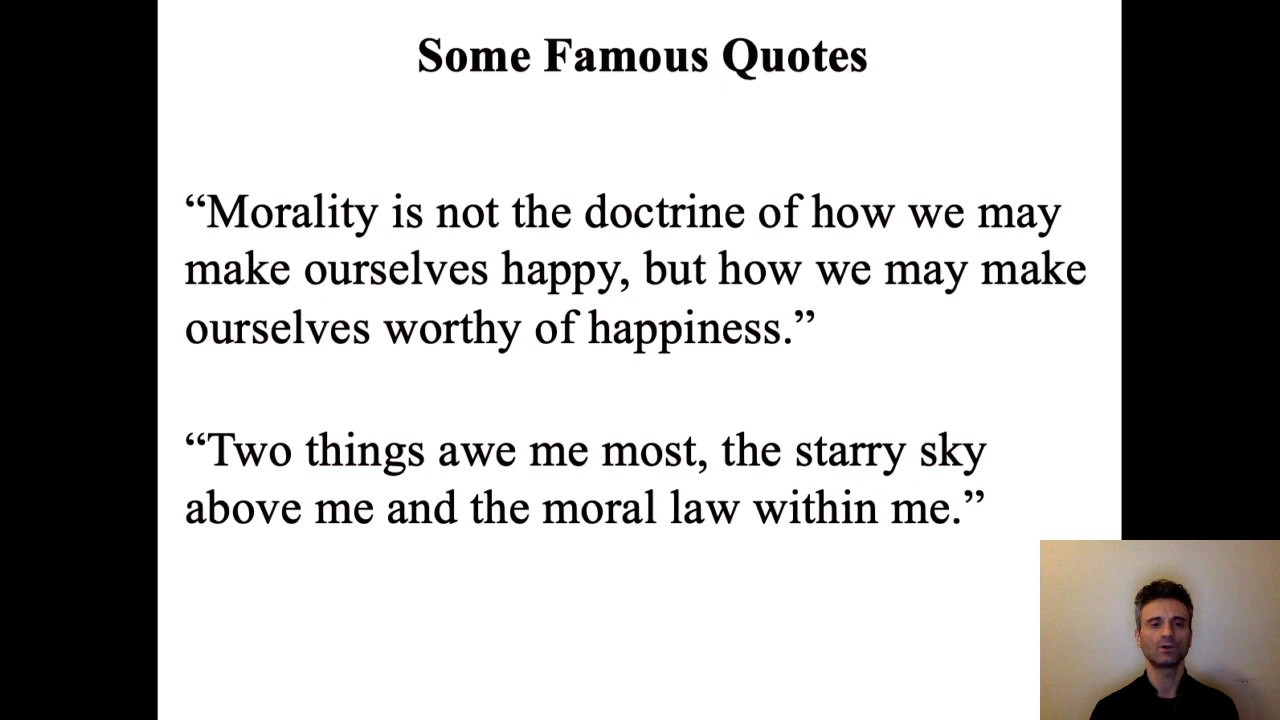 Some Famous Quotes
“Morality is not the doctrine of how we may
make ourselves happy, but how we may make
ourselves worthy of happiness.”
“Two things awe me most, the starry sky
above me and the moral law within me.”